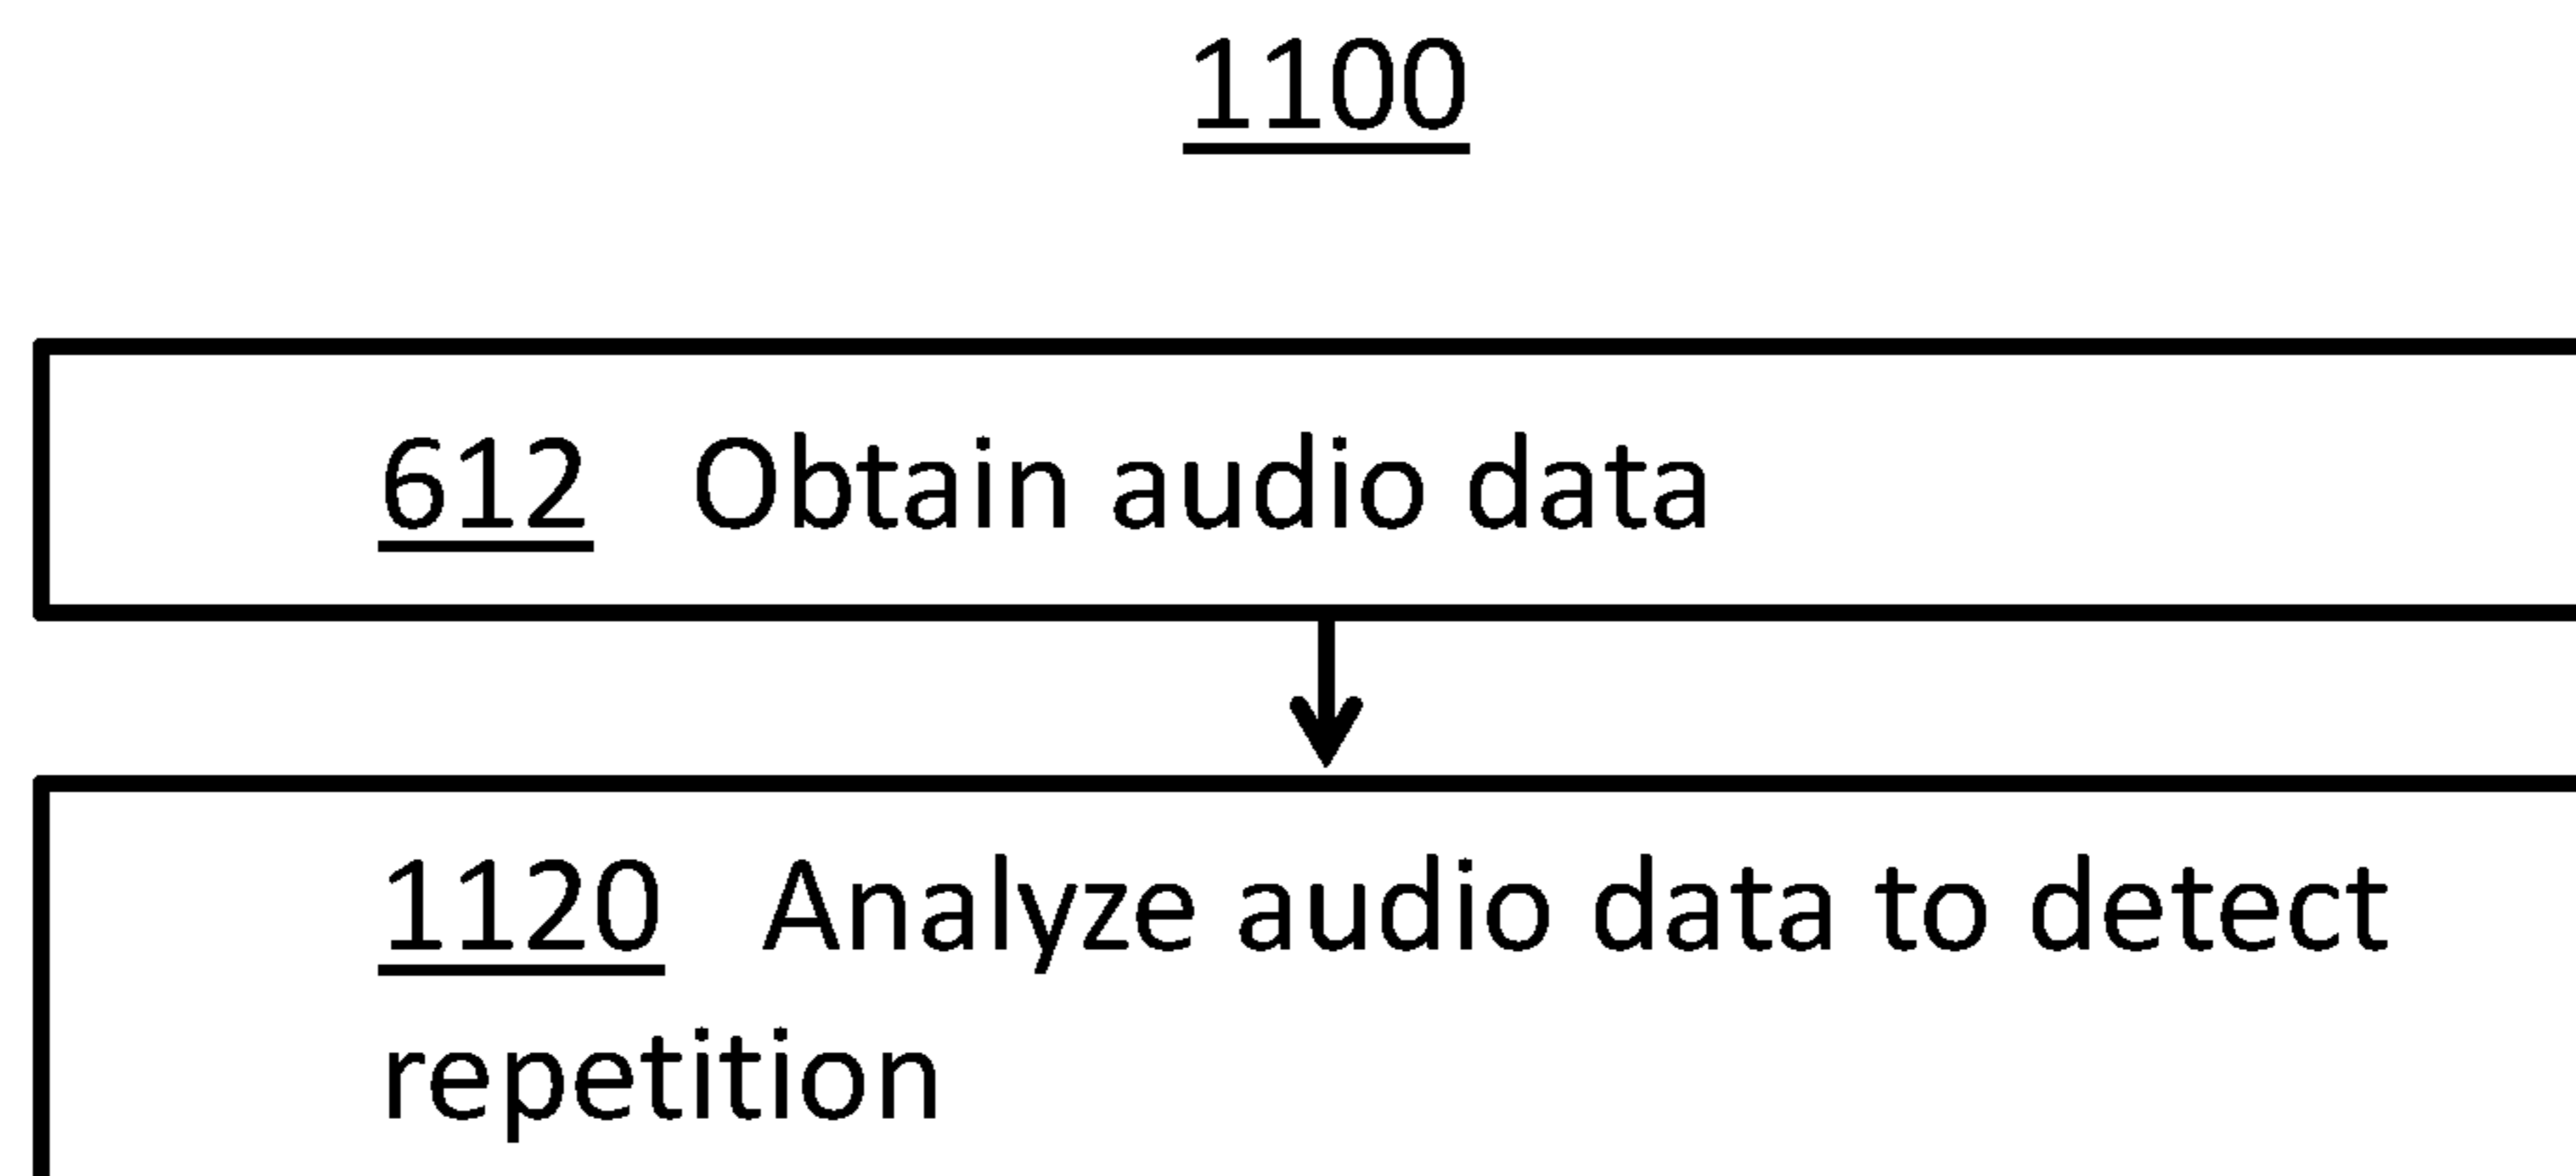 1100
612 Obtain audio data
1120 Analyze audio data to detect
repetition